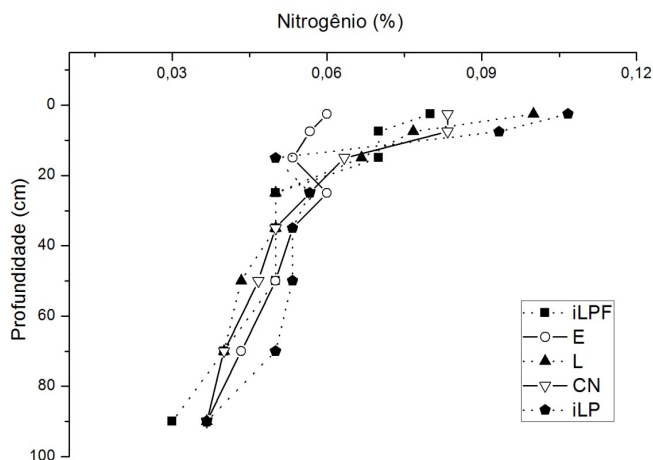 Nitrogênio (%)
0,03 0,06 0,09 0,12
0
20
40
60
80
100
Profundidade (cm)
iLPF
E
L
CN
iLP